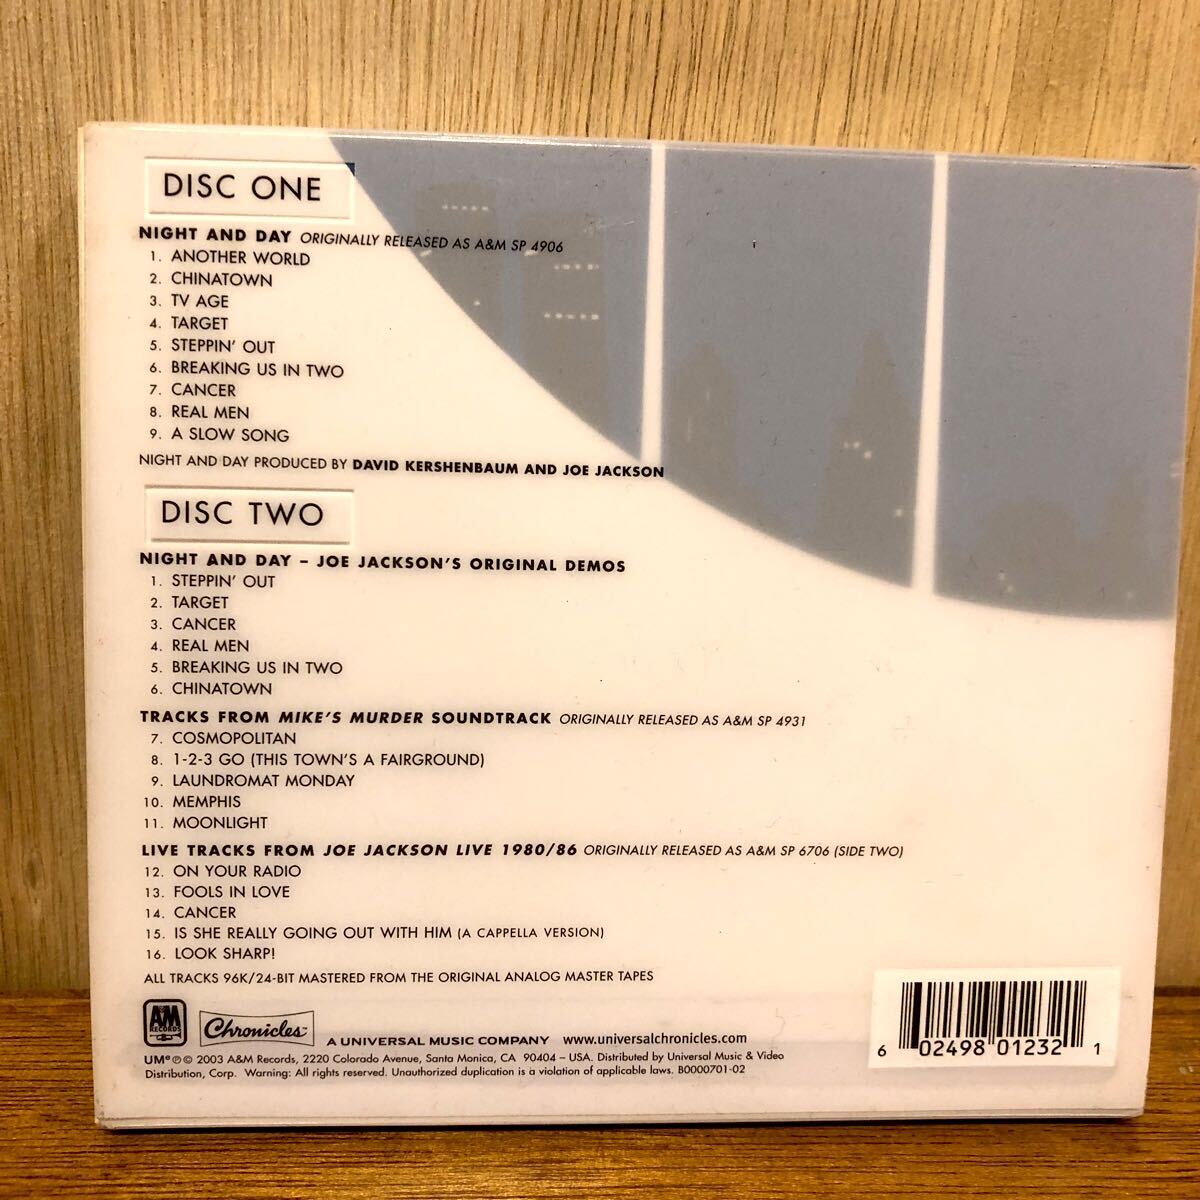 DISC ONE
NIGHT AND DAY ORIGINALLY RELEASED AS A&M SP 4906
1. ANOTHER WORLD
2. CHINATOWN
3. TV AGE
4. TARGET
5. STEPPIN' OUT
6. BREAKING US IN TWO
7. CANCER
8. REAL MEN
9. A SLOW SONG
NIGHT AND DAY PRODUCED BY DAVID KERSHENBAUM AND JOE JACKSON
DISC TWO
NIGHT AND DAY – JOE JACKSON'S ORIGINAL DEMOS
1. STEPPIN' OUT
2. TARGET
3. CANCER
4. REAL MEN
5. BREAKING US IN TWO
6. CHINATOWN
TRACKS FROM MIKE'S MURDER SOUNDTRACK ORIGINALLY RELEASED AS A&M SP 4931
7. COSMOPOLITAN
8. 1-2-3 GO (THIS TOWN'S A FAIRGROUND)
9. LAUNDROMAT MONDAY
10. MEMPHIS
11. MOONLIGHT
LIVE TRACKS FROM JOE JACKSON LIVE 1980/86 ORIGINALLY RELEASED AS A&M SP 6706 (SIDE TWO)
12. ON YOUR RADIO
13. FOOLS IN LOVE
14. CANCER
15. IS SHE REALLY GOING OUT WITH HIM (A CAPPELLA VERSION)
16. LOOK SHARP!
ALL TRACKS 96K/24-BIT MASTERED FROM THE ORIGINAL ANALOG MASTER TAPES
A&M RECORDS Chronicles™ A UNIVERSAL MUSIC COMPANY www.universalchronicles.com
UM® ℗ © 2003 A&M Records, 2220 Colorado Avenue, Santa Monica, CA 90404 – USA. Distributed by Universal Music & Video
Distribution, Corp. Warning: All rights reserved. Unauthorized duplication is a violation of applicable laws. B0000701-02
6 02498 01232 1